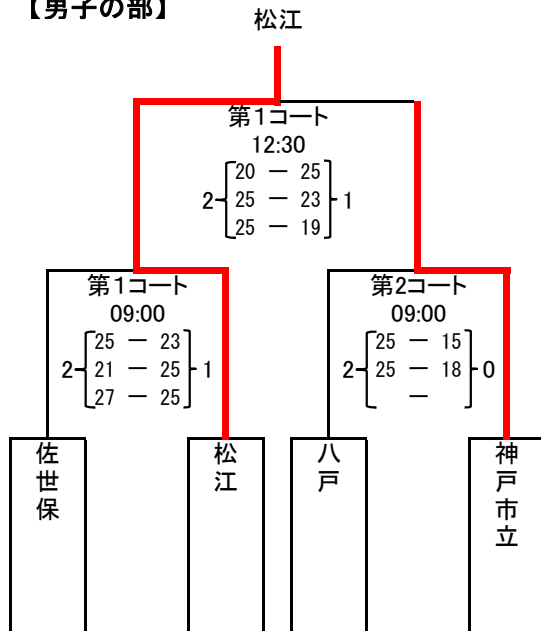 【男子の部】
松江
第1コート
12:30
20 ー 25
2 25 ー 23 1
25 ー 19
第1コート
09:00
25 ー 23
2 21 ー 25 1
27 ー 25
第2コート
09:00
25 ー 15
2 25 ー 18 0
ー
佐世保
松江
八戸
神戸市立